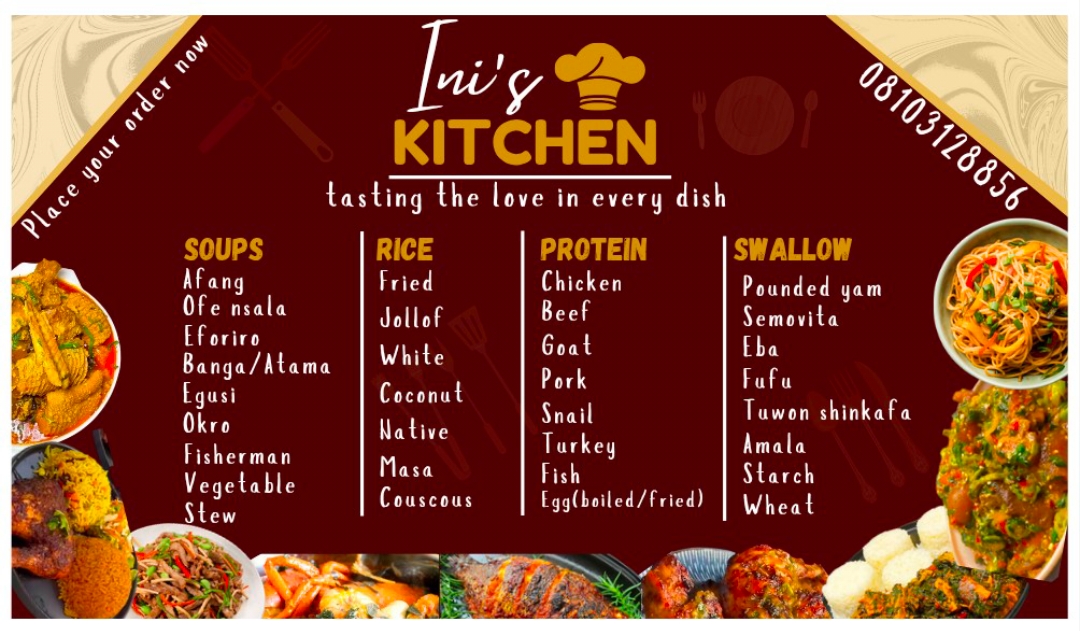 Place your order now
Ini's
KITCHEN
tasting the love in every dish
08103128856
SOUPS
Afang
Ofe nsala
Eforiro
Banga/Atama
Egusi
Okro
Fisherman
Vegetable
Stew
RICE
Fried
Jollof
White
Coconut
Native
Masa
Couscous
PROTEIN
Chicken
Beef
Goat
Pork
Snail
Turkey
Fish
Egg(boiled/fried)
SWALLOW
Pounded yam
Semovita
Eba
Fufu
Tuwon shinkafa
Amala
Starch
Wheat